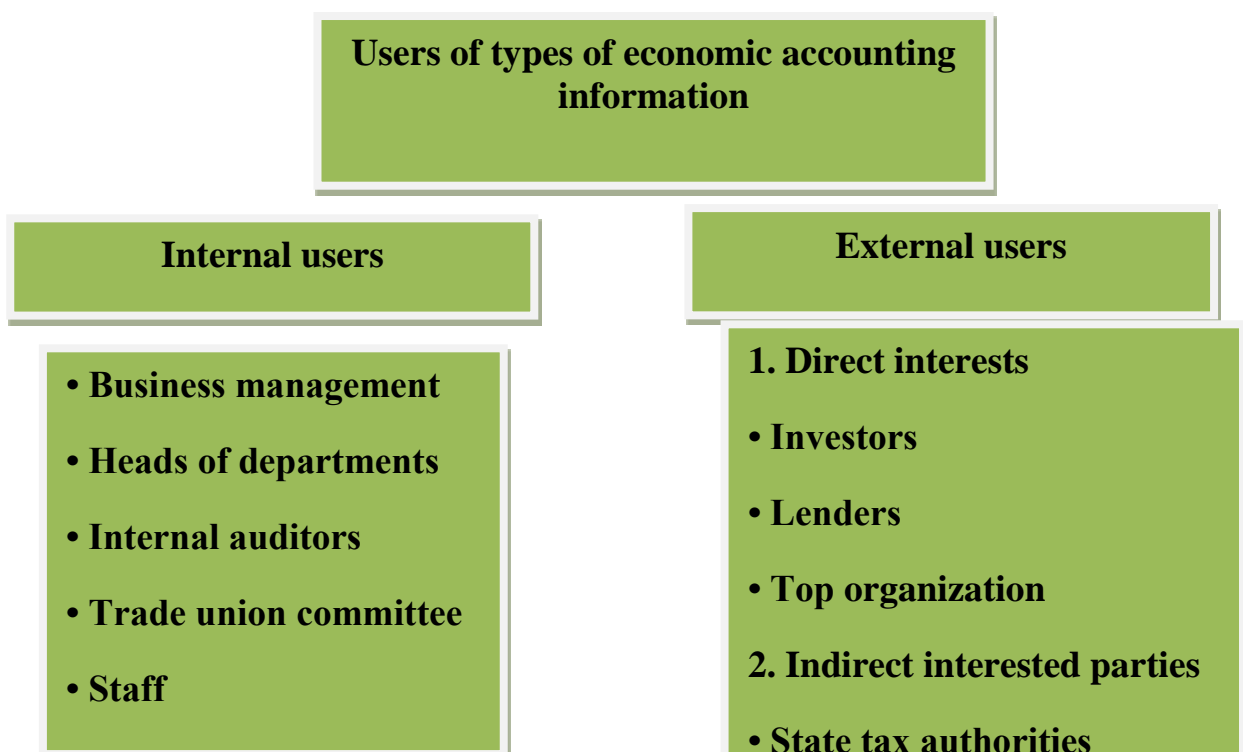 Users of types of economic accounting
information
Internal users
• Business management
• Heads of departments
• Internal auditors
• Trade union committee
• Staff
External users
1. Direct interests
• Investors
• Lenders
• Top organization
2. Indirect interested parties
• State tax authorities